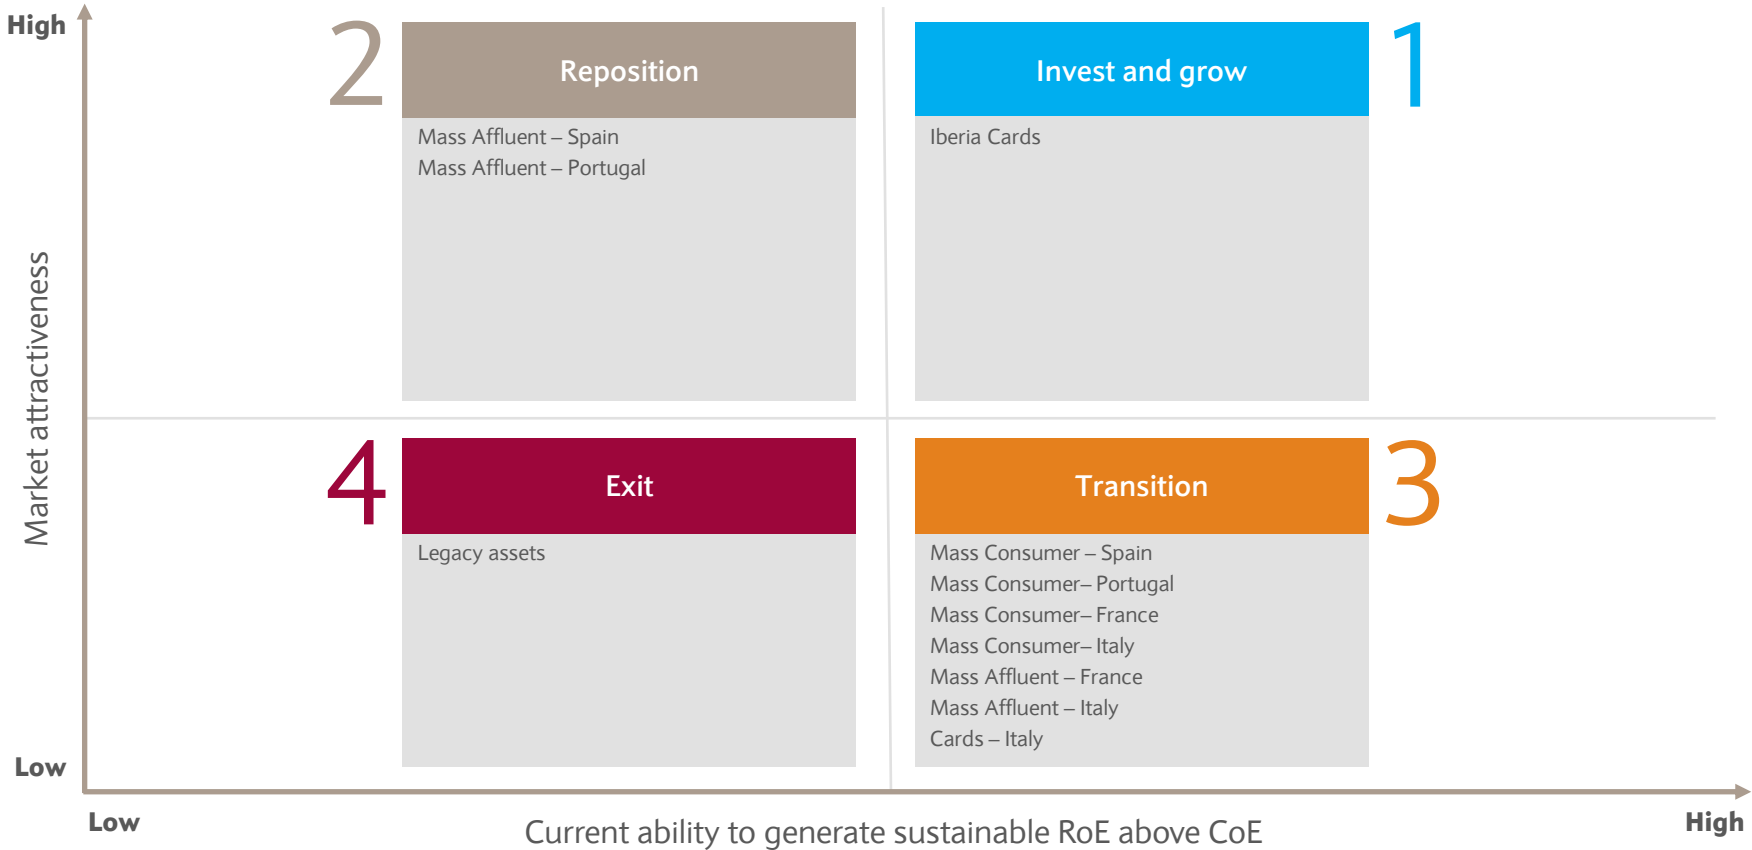 High
2
Reposition
Mass Affluent – Spain
Mass Affluent – Portugal
Invest and grow
1
Iberia Cards
Market attractiveness
4
Exit
Legacy assets
Transition
3
Mass Consumer – Spain
Mass Consumer– Portugal
Mass Consumer– France
Mass Consumer– Italy
Mass Affluent – France
Mass Affluent – Italy
Cards – Italy
Low
Low
Current ability to generate sustainable RoE above CoE
High